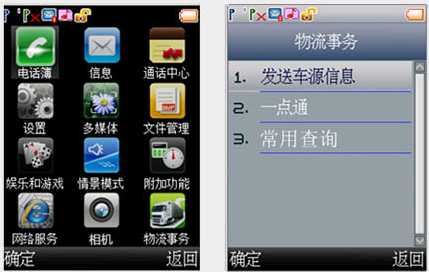 电话薄 信息 通话中心
设置 多媒体 文件管理
娱乐和游戏 情景模式 附加功能
网络服务 相机 物流事务
确定 返回
物流事务
1. 发送车源信息
2. 一点通
3. 常用查询
确定 返回